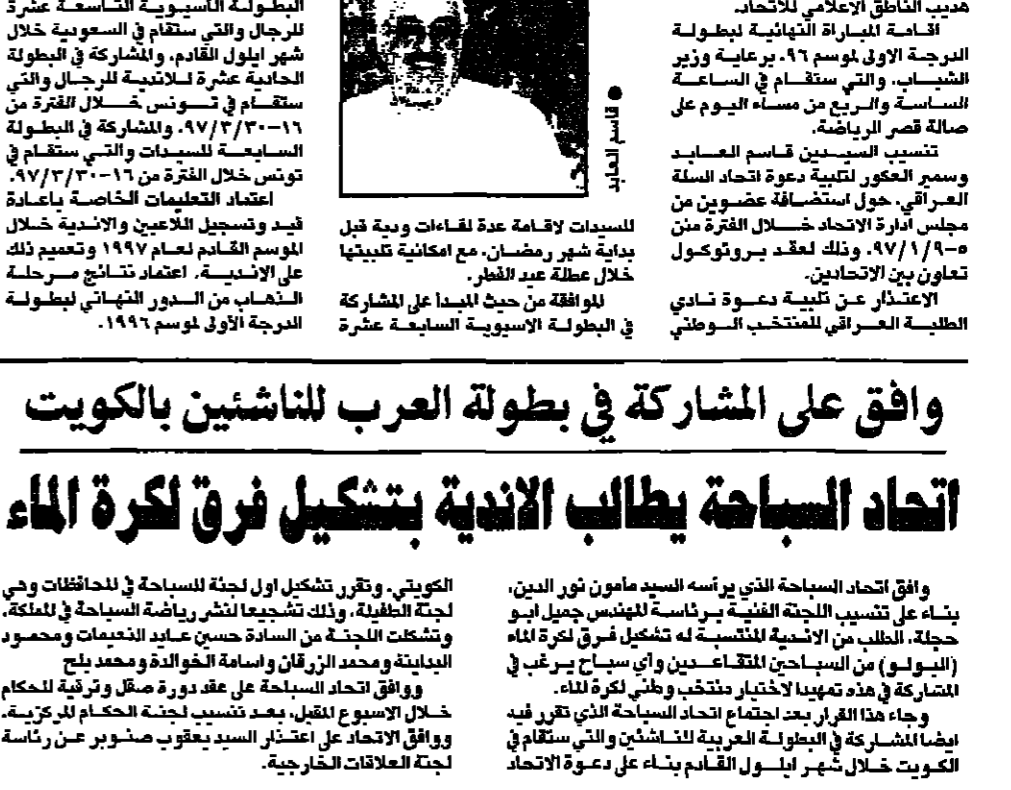 هديب الناطق الاعلامي للاتحاد.
اقامة المباراة النهائية لبطولة
الدرجة الاولى لموسم ٩٦، برعاية وزير
الشباب، والتي ستقام في الساعة
الساسة والربع من مساء اليوم على
صالة قصر الرياضة.
تنسيب السيدين قاسم العابد
وسمير العكور لتلبية دعوة اتحاد السلة
العراقي، حول استضافة عضوين من
مجلس ادارة الاتحاد خلال الفترة من
٥-٩/١/٩٧، وذلك لعقد بروتوكول
تعاون بين الاتحادين.
الاعتذار عن تلبية دعوة نادي
الطلبة العراقي للمنتخب الوطني
● قاسم العابد
للسيدات لاقامة عدة لقاءات ودية قبل
بداية شهر رمضان، مع امكانية تلبيتها
خلال عطلة عيد الفطر.
الموافقة من حيث المبدأ على المشاركة
في البطولة الاسيوية السابعة عشرة
البطولة الاسيوية التاسعة عشرة
للرجال والتي ستقام في السعودية خلال
شهر ايلول القادم، والمشاركة في البطولة
الحادية عشرة للاندية للرجال والتي
ستقام في تونس خلال الفترة من
١٦-٣٠/٣/٩٧، والمشاركة في البطولة
السابعة للسيدات والتي ستقام في
تونس خلال الفترة من ١٦-٣٠/٣/٩٧.
اعتماد التعليمات الخاصة باعادة
قيد وتسجيل اللاعبين والاندية خلال
الموسم القادم لعام ١٩٩٧ وتعميم ذلك
على الاندية، اعتماد نتائج مرحلة
الذهاب من الدور النهائي لبطولة
الدرجة الأولى لموسم ١٩٩٦.
وافق على المشاركة في بطولة العرب للناشئين بالكويت
اتحاد السباحة يطالب الاندية بتشكيل فرق لكرة الماء
وافق اتحاد السباحة الذي يرأسه السيد مأمون نور الدين،
بناء على تنسيب اللجنة الفنية برئاسة المهندس جميل ابو
حجلة، الطلب من الاندية المنتسبة له تشكيل فرق لكرة الماء
(البولو) من السباحين المتقاعدين وأي سباح يرغب في
المشاركة في هذه تمهيدا لاختيار منتخب وطني لكرة الماء.
وجاء هذا القرار بعد اجتماع اتحاد السباحة الذي تقرر فيه
ايضا المشاركة في البطولة العربية للناشئين والتي ستقام في
الكويت خلال شهر ايلول القادم بناء على دعوة الاتحاد
الكويتي، وتقرر تشكيل اول لجنة للسباحة في المحافظات وهي
لجنة الطفيلة، وذلك تشجيعا لنشر رياضة السباحة في المملكة،
وتشكلت اللجنة من السادة حسين عايد النعيمات ومحمود
البداينة ومحمد الزرقان واسامة الخوالدة ومحمد بلح
ووافق اتحاد السباحة على عقد دورة صقل وترقية للحكام
خلال الاسبوع المقبل، بعد تنسيب لجنة الحكام المركزية،
ووافق الاتحاد على اعتذار السيد يعقوب صنوبر عن رئاسة
لجنة العلاقات الخارجية.